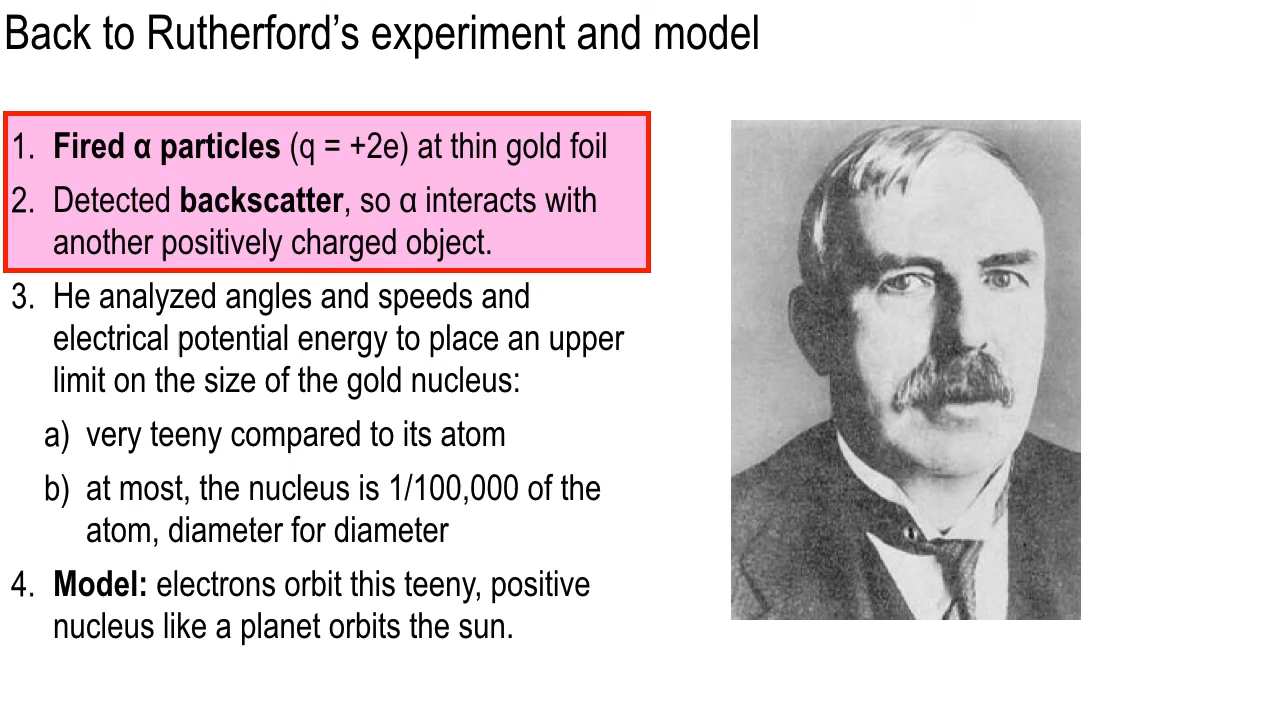 Back to Rutherford’s experiment and model
1. Fired α particles (q = +2e) at thin gold foil
2. Detected backscatter, so α interacts with
another positively charged object.
3. He analyzed angles and speeds and
electrical potential energy to place an upper
limit on the size of the gold nucleus:
a) very teeny compared to its atom
b) at most, the nucleus is 1/100,000 of the
atom, diameter for diameter
4. Model: electrons orbit this teeny, positive
nucleus like a planet orbits the sun.